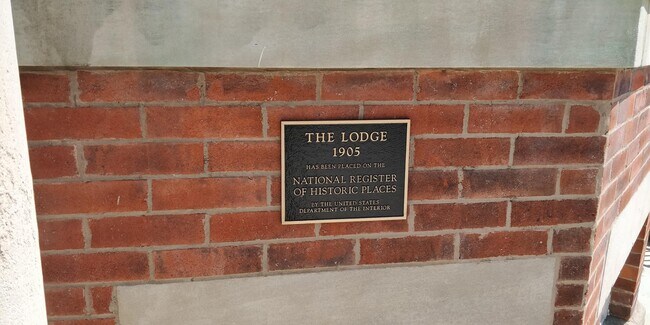 THE LODGE
1905
HAS BEEN PLACED ON THE
NATIONAL REGISTER
OF HISTORIC PLACES
BY THE UNITED STATES
DEPARTMENT OF THE INTERIOR